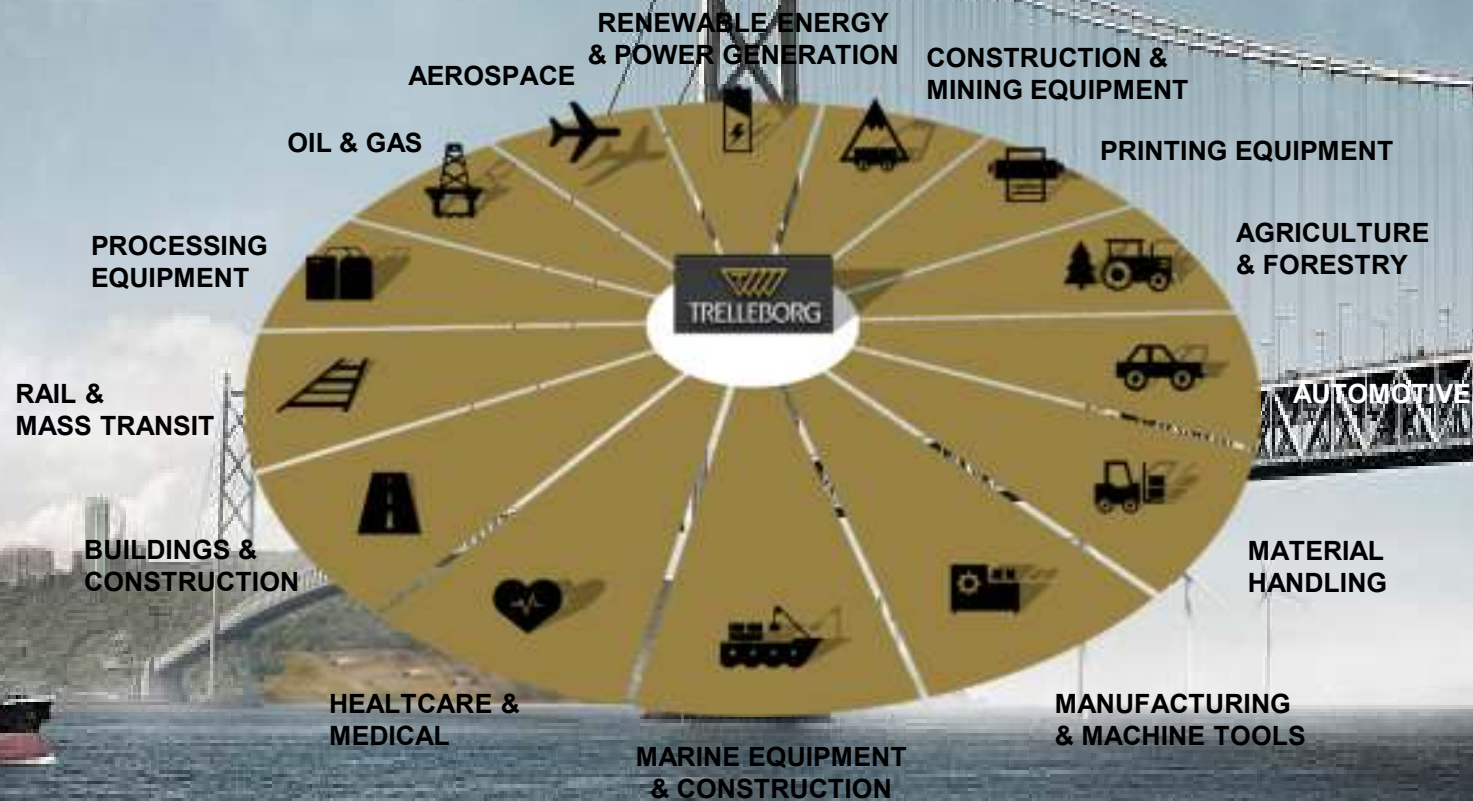 RENEWABLE ENERGY
& POWER GENERATION
CONSTRUCTION &
MINING EQUIPMENT
AEROSPACE
OIL & GAS
PRINTING EQUIPMENT
PROCESSING
EQUIPMENT
AGRICULTURE
& FORESTRY
TRELLEBORG
RAIL &
MASS TRANSIT
AUTOMOTIVE
BUILDINGS &
CONSTRUCTION
MATERIAL
HANDLING
HEALTCARE &
MEDICAL
MANUFACTURING
& MACHINE TOOLS
MARINE EQUIPMENT
& CONSTRUCTION